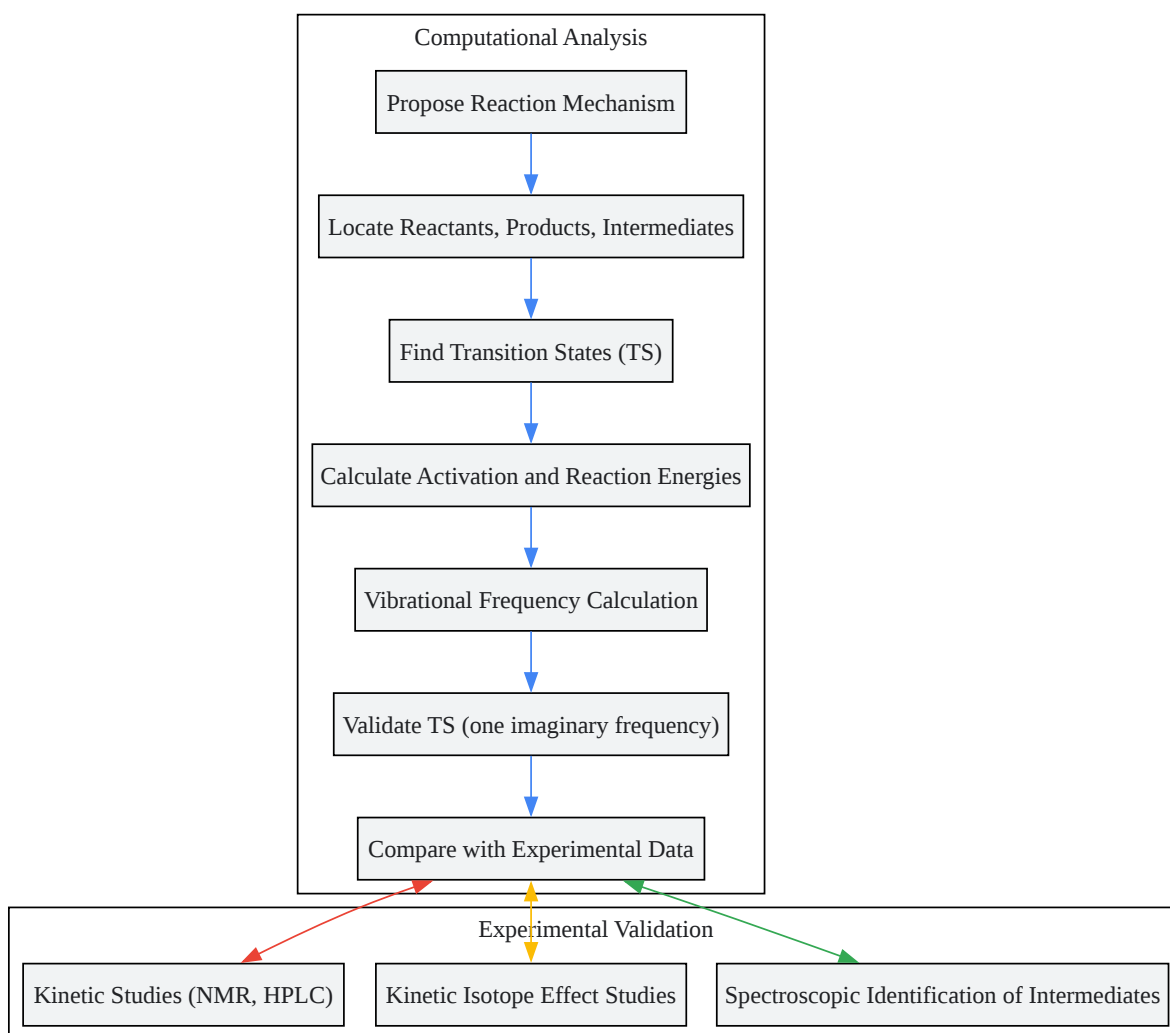 Computational Analysis
Propose Reaction Mechanism
Locate Reactants, Products, Intermediates
Find Transition States (TS)
Calculate Activation and Reaction Energies
Vibrational Frequency Calculation
Validate TS (one imaginary frequency)
Compare with Experimental Data
Experimental Validation
Kinetic Studies (NMR, HPLC)
Kinetic Isotope Effect Studies
Spectroscopic Identification of Intermediates